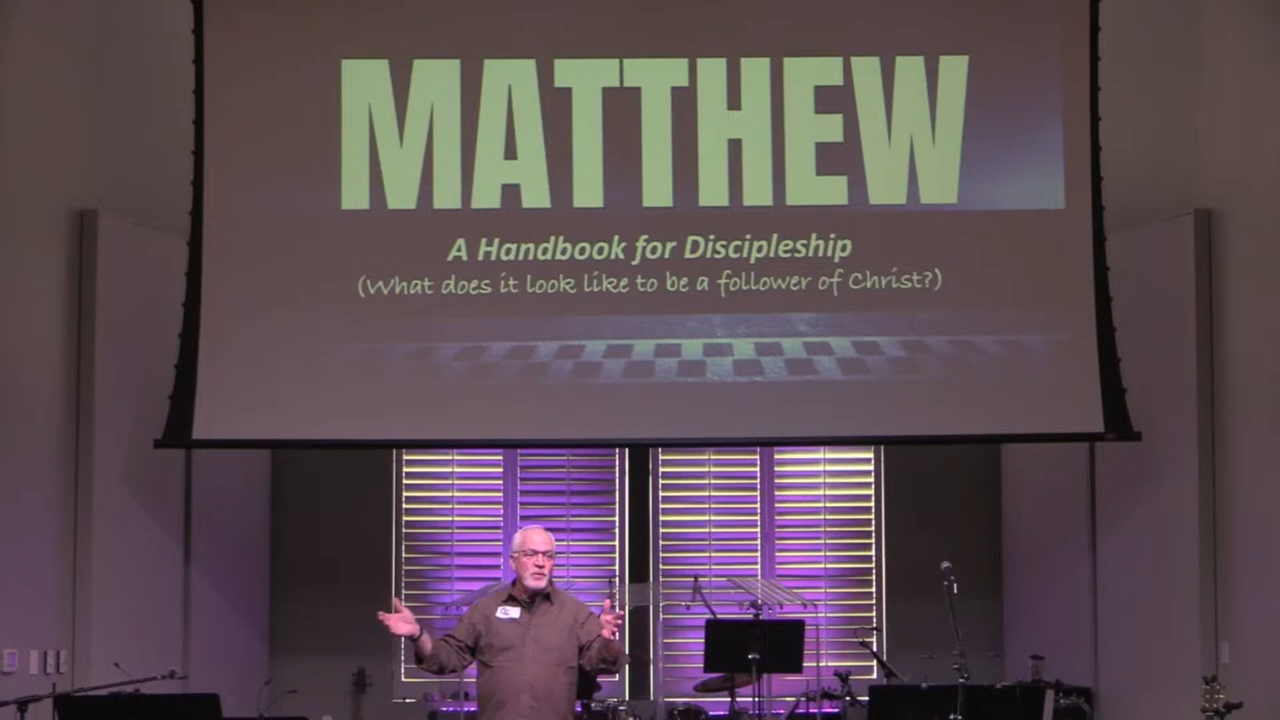 MATTHEW
A Handbook for Discipleship
(What does it look like to be a follower of Christ?)